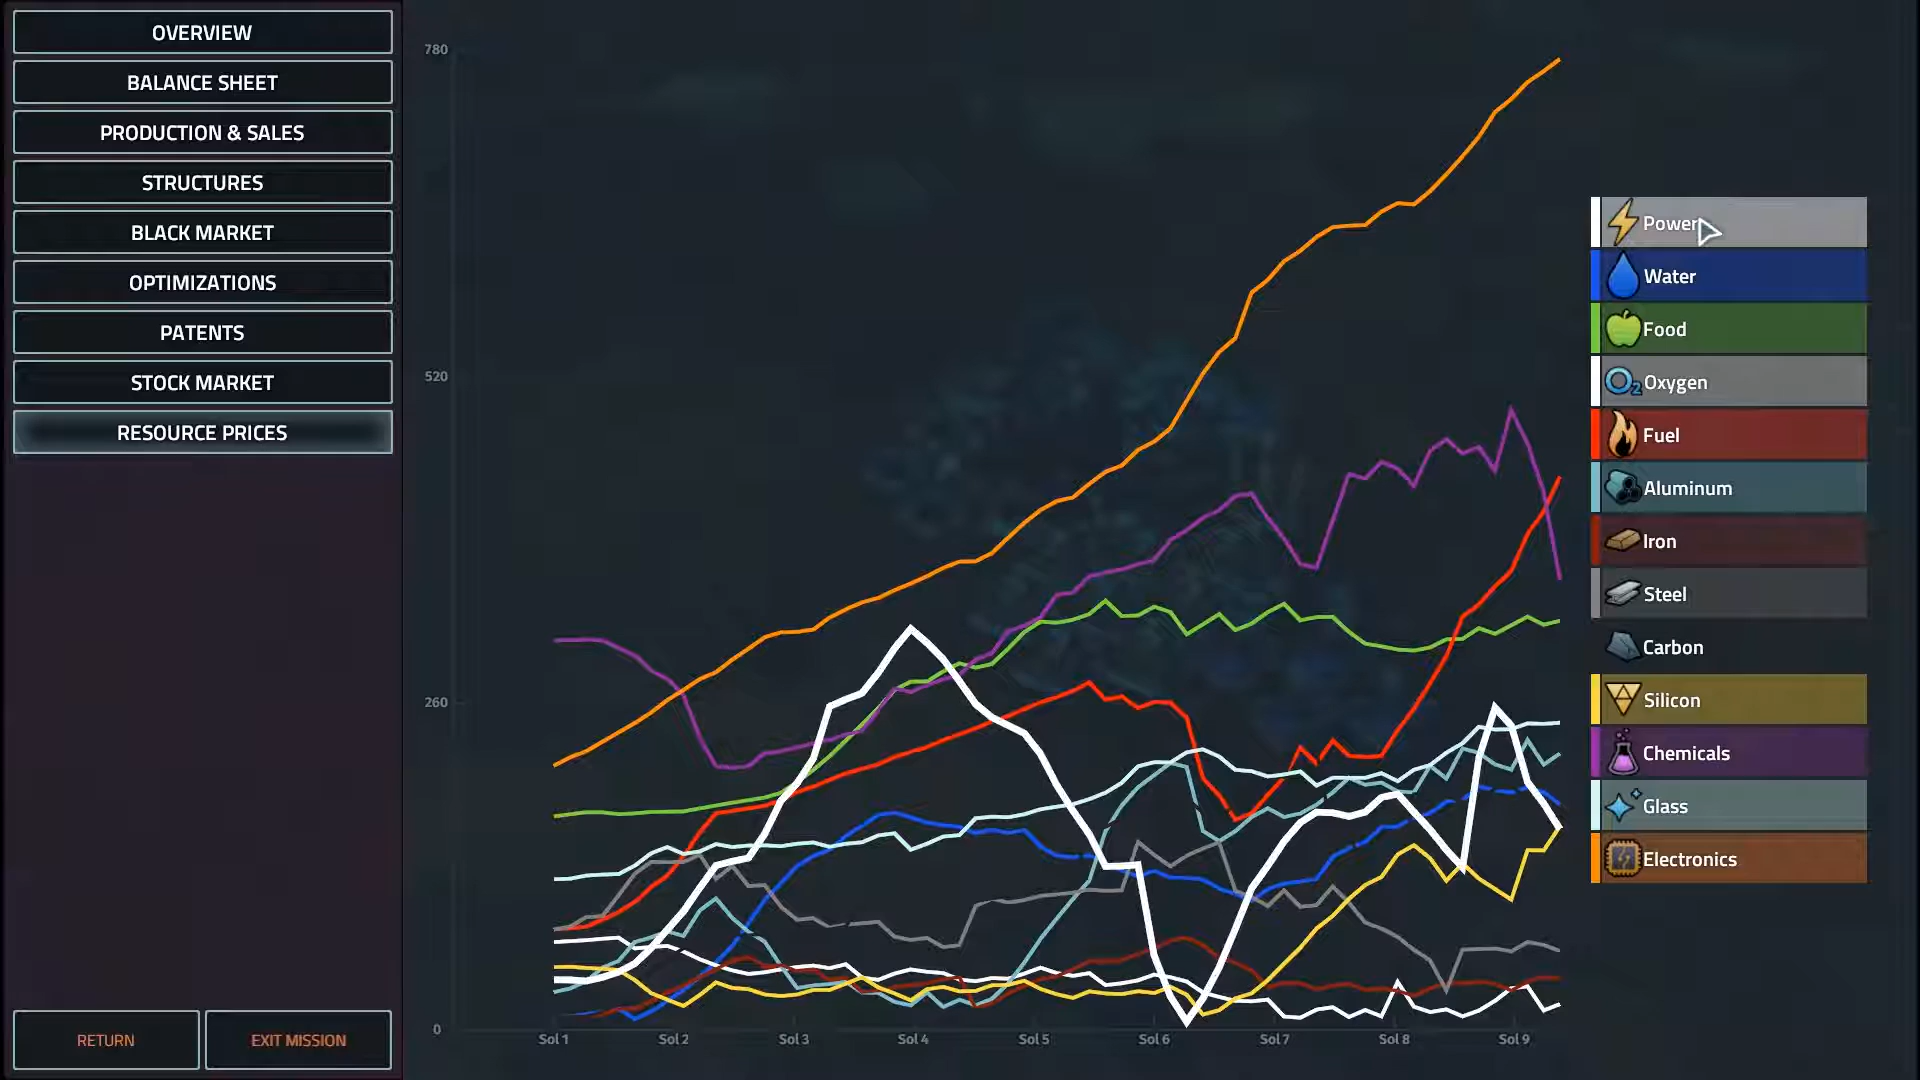 OVERVIEW
BALANCE SHEET
PRODUCTION & SALES
STRUCTURES
BLACK MARKET
OPTIMIZATIONS
PATENTS
STOCK MARKET
RESOURCE PRICES
RETURN
EXIT MISSION
780
520
260
0
Sol 1
Sol 2
Sol 3
Sol 4
Sol 5
Sol 6
Sol 7
Sol 8
Sol 9
Power
Water
Food
O2
Oxygen
Fuel
Aluminum
Iron
Steel
Carbon
Silicon
Chemicals
Glass
Electronics